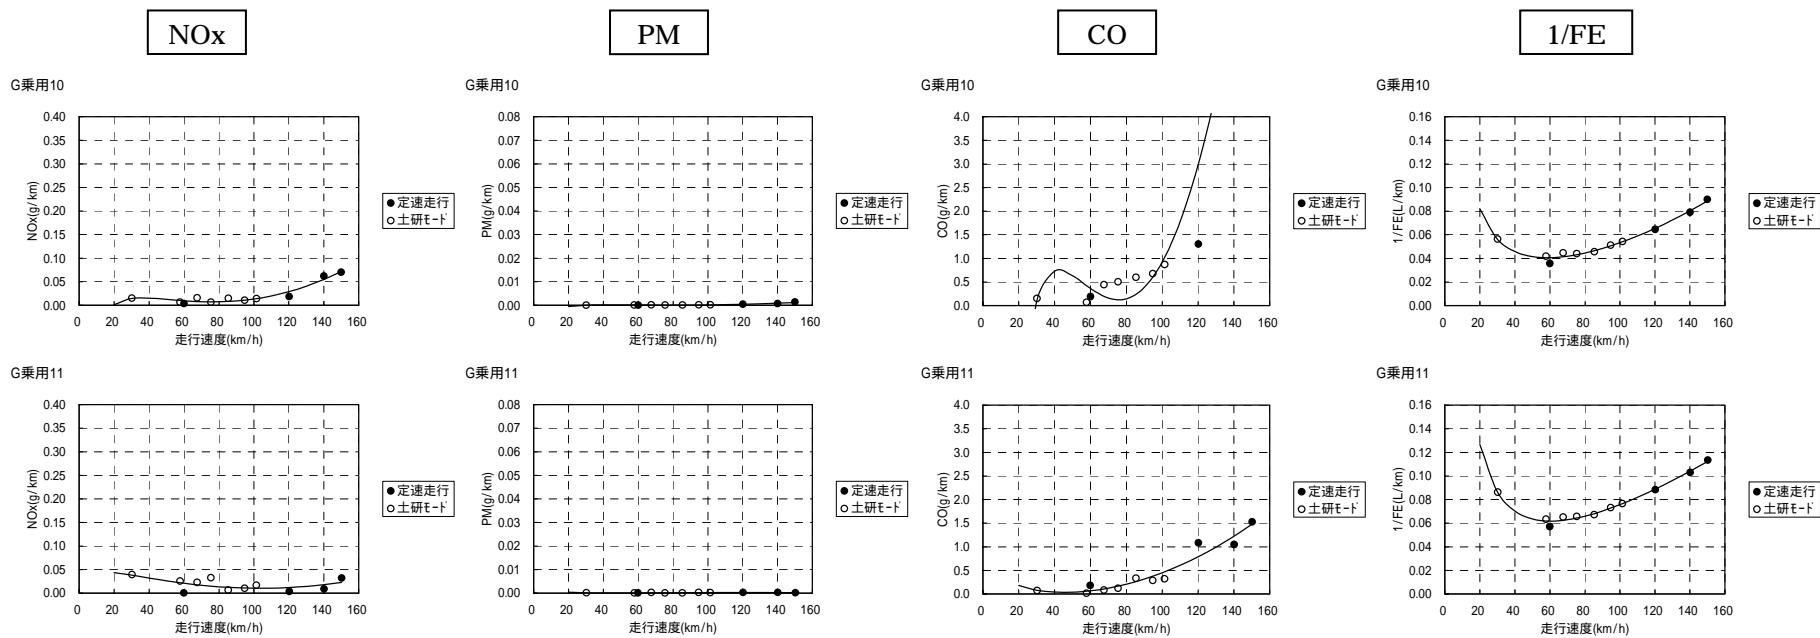 NOx
PM
CO
1/FE
G乗用10
0.40
0.35
0.30
0.25
0.20
0.15
0.10
0.05
0.00
NOx(g/km)
0 20 40 60 80 100 120 140 160
走行速度(km/h)
定速走行
土研ﾓｰﾄﾞ
G乗用10
0.08
0.07
0.06
0.05
0.04
0.03
0.02
0.01
0.00
PM(g/km)
0 20 40 60 80 100 120 140 160
走行速度(km/h)
定速走行
土研ﾓｰﾄﾞ
G乗用10
4.0
3.5
3.0
2.5
2.0
1.5
1.0
0.5
0.0
CO(g/km)
0 20 40 60 80 100 120 140 160
走行速度(km/h)
定速走行
土研ﾓｰﾄﾞ
G乗用10
0.16
0.14
0.12
0.10
0.08
0.06
0.04
0.02
0.00
1/FE(L/km)
0 20 40 60 80 100 120 140 160
走行速度(km/h)
定速走行
土研ﾓｰﾄﾞ
G乗用11
0.40
0.35
0.30
0.25
0.20
0.15
0.10
0.05
0.00
NOx(g/km)
0 20 40 60 80 100 120 140 160
走行速度(km/h)
定速走行
土研ﾓｰﾄﾞ
G乗用11
0.08
0.07
0.06
0.05
0.04
0.03
0.02
0.01
0.00
PM(g/km)
0 20 40 60 80 100 120 140 160
走行速度(km/h)
定速走行
土研ﾓｰﾄﾞ
G乗用11
4.0
3.5
3.0
2.5
2.0
1.5
1.0
0.5
0.0
CO(g/km)
0 20 40 60 80 100 120 140 160
走行速度(km/h)
定速走行
土研ﾓｰﾄﾞ
G乗用11
0.16
0.14
0.12
0.10
0.08
0.06
0.04
0.02
0.00
1/FE(L/km)
0 20 40 60 80 100 120 140 160
走行速度(km/h)
定速走行
土研ﾓｰﾄﾞ